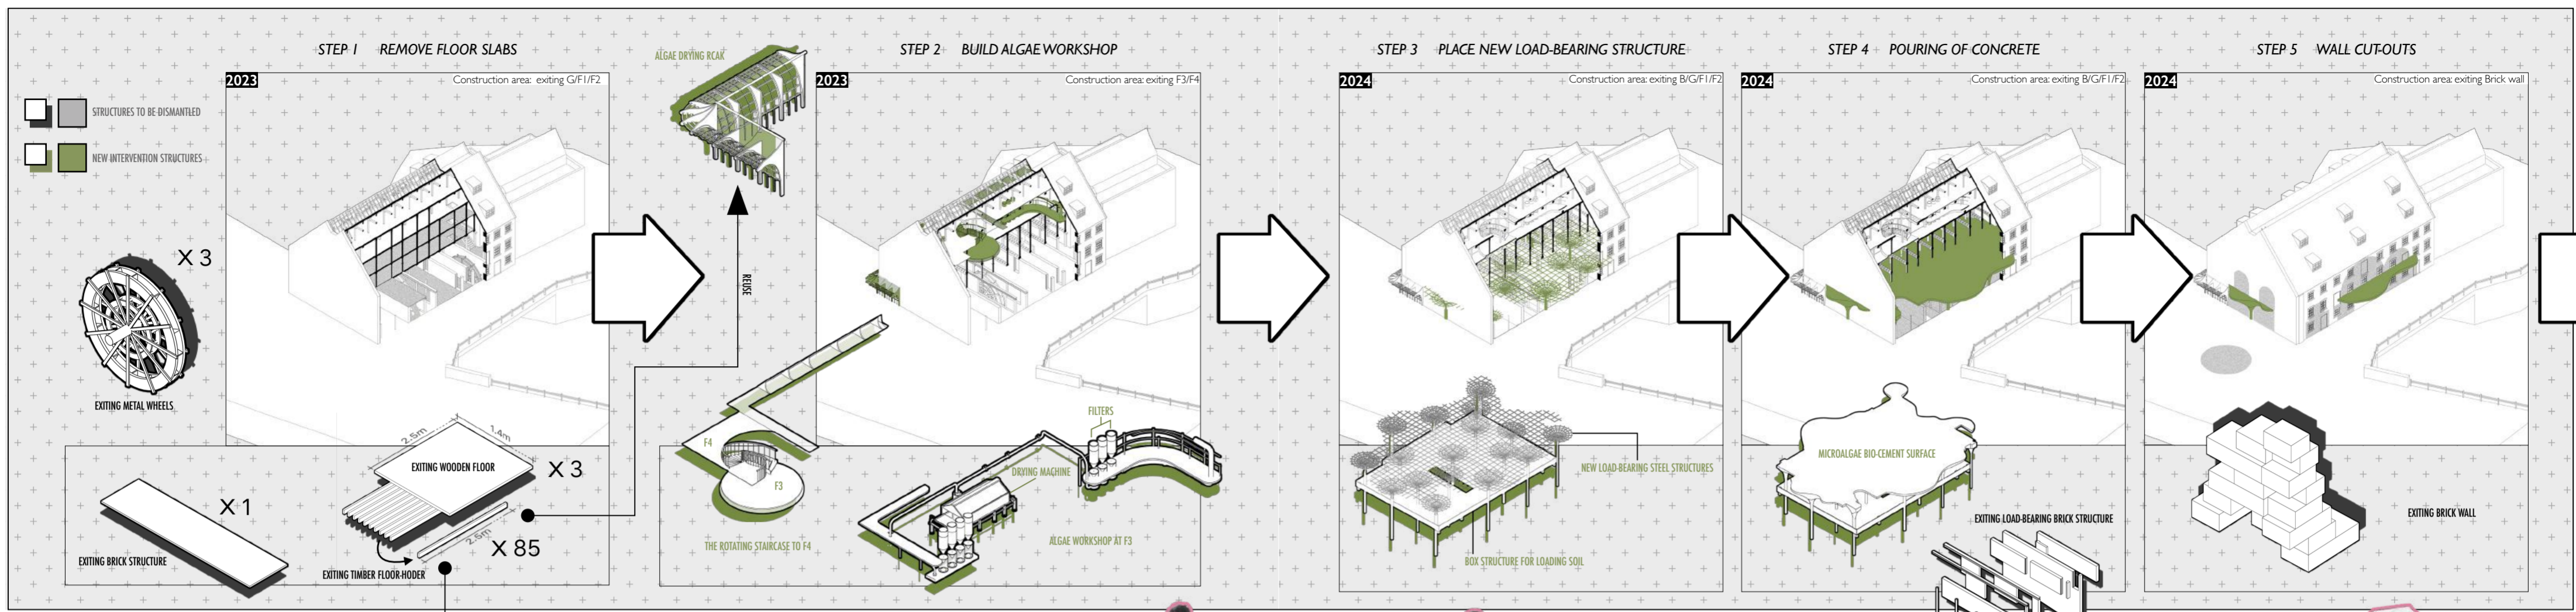 STEP 1 REMOVE FLOOR SLABS
2023
Construction area: exiting G/F1/F2
STRUCTURES TO BE DISMANTLED
NEW INTERVENTION STRUCTURES
X 3
EXITING METAL WHEELS
X 1
EXITING BRICK STRUCTURE
2.5m
1.4m
EXITING WOODEN FLOOR
X 3
2.5m
X 85
EXITING TIMBER FLOOR-HODER
ALGAE DRYING RCAK
REUSE
STEP 2 BUILD ALGAE WORKSHOP
2023
Construction area: exiting F3/F4
F4
F3
THE ROTATING STAIRCASE TO F4
FILTERS
DRYING MACHINE
ALGAE WORKSHOP AT F3
STEP 3 PLACE NEW LOAD-BEARING STRUCTURE
2024
Construction area: exiting B/G/F1/F2
NEW LOAD-BEARING STEEL STRUCTURES
BOX STRUCTURE FOR LOADING SOIL
STEP 4 POURING OF CONCRETE
2024
Construction area: exiting B/G/F1/F2
MICROALGAE BIO-CEMENT SURFACE
EXITING LOAD-BEARING BRICK STRUCTURE
STEP 5 WALL CUT-OUTS
2024
Construction area: exiting Brick wall
EXITING BRICK WALL